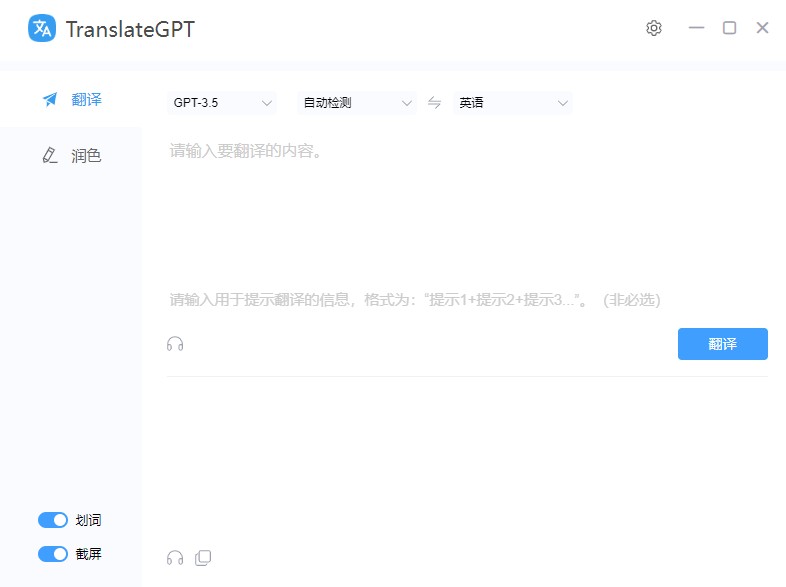 TranslateGPT
翻译
润色
GPT-3.5
自动检测
英语
请输入要翻译的内容。
请输入用于提示翻译的信息，格式为：“提示1+提示2+提示3...”。（非必选）
翻译
划词
截屏